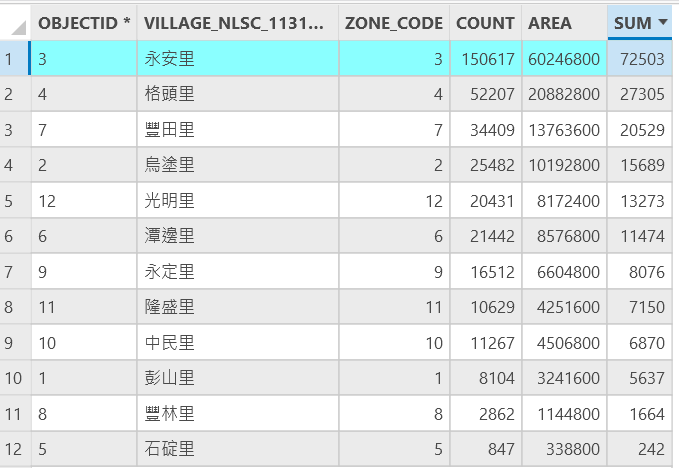 OBJECTID * VILLAGE_NLSC_1131... ZONE_CODE COUNT AREA SUM
1 3 永安里 3 150617 60246800 72503
2 4 格頭里 4 52207 20882800 27305
3 7 豐田里 7 34409 13763600 20529
4 2 烏塗里 2 25482 10192800 15689
5 12 光明里 12 20431 8172400 13273
6 6 潭邊里 6 21442 8576800 11474
7 9 永定里 9 16512 6604800 8076
8 11 隆盛里 11 10629 4251600 7150
9 10 中民里 10 11267 4506800 6870
10 1 彭山里 1 8104 3241600 5637
11 8 豐林里 8 2862 1144800 1664
12 5 石碇里 5 847 338800 242